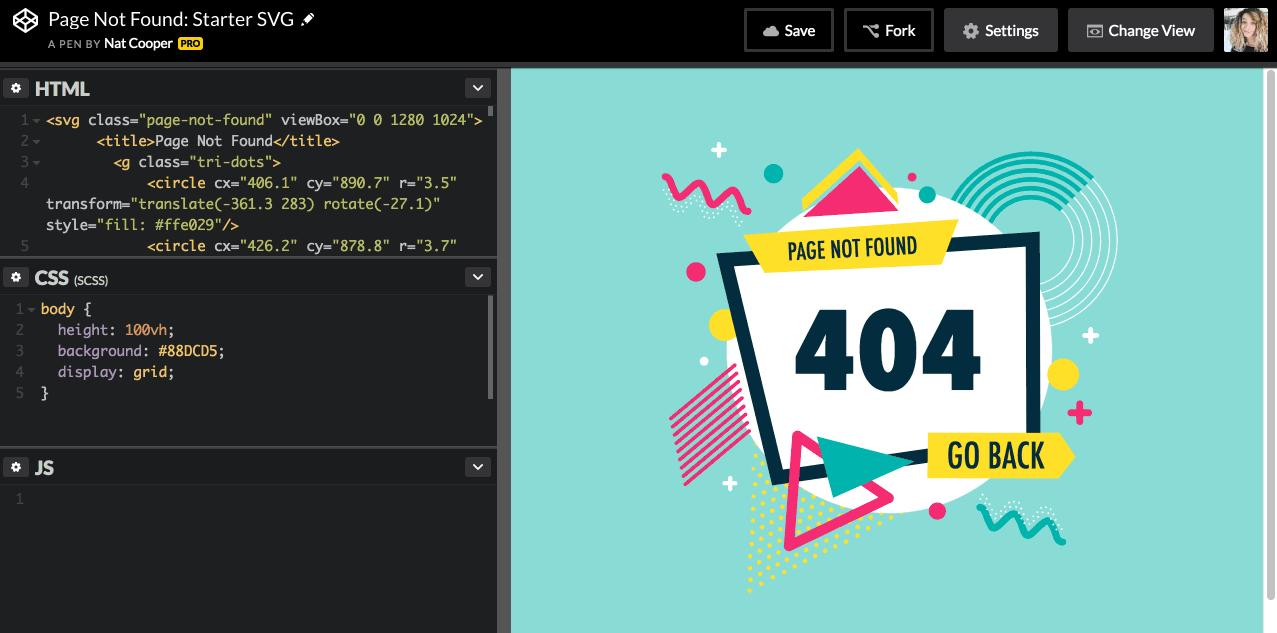 Page Not Found: Starter SVG
A PEN BY Nat Cooper PRO
Save
Fork
Settings
Change View
HTML
1 <svg class="page-not-found" viewBox="0 0 1280 1024">
2 <title>Page Not Found</title>
3 <g class="tri-dots">
4 <circle cx="406.1" cy="890.7" r="3.5"
transform="translate(-361.3 283) rotate(-27.1)"
style="fill: #ffe029"/>
5 <circle cx="426.2" cy="878.8" r="3.7"
CSS (SCSS)
1 body {
2 height: 100vh;
3 background: #88DCD5;
4 display: grid;
5 }
JS
1
PAGE NOT FOUND
404
GO BACK